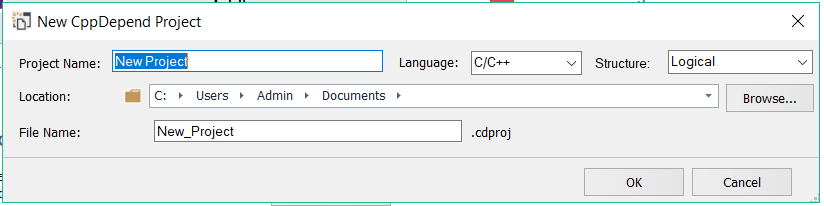 New CppDepend Project
Project Name: New Project Language: C/C++ Structure: Logical
Location: C: Users Admin Documents Browse...
File Name: New_Project .cdproj
OK Cancel